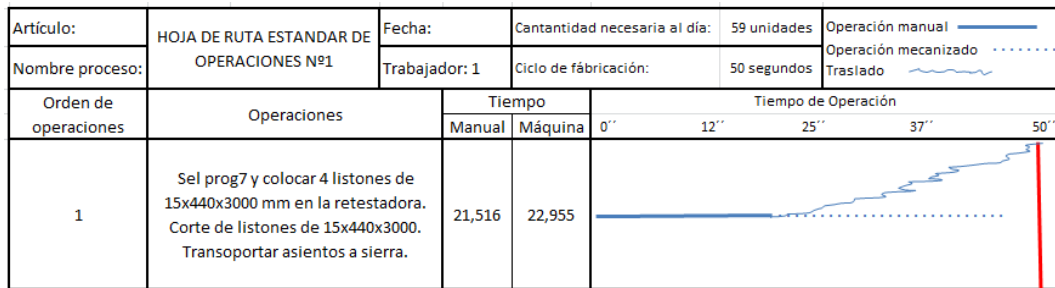 Artículo:
HOJA DE RUTA ESTANDAR DE
OPERACIONES Nº1
Fecha:
Cantantidad necesaria al día:
59 unidades
Operación manual
Operación mecanizado
Nombre proceso:
Trabajador: 1
Ciclo de fábricación:
50 segundos
Traslado
Orden de
operaciones
Operaciones
Tiempo
Manual
Máquina
Tiempo de Operación
0´´ 12´´ 25´´ 37´´ 50´´
1
Sel prog7 y colocar 4 listones de
15x440x3000 mm en la retestadora.
Corte de listones de 15x440x3000.
Transoportar asientos a sierra.
21,516
22,955